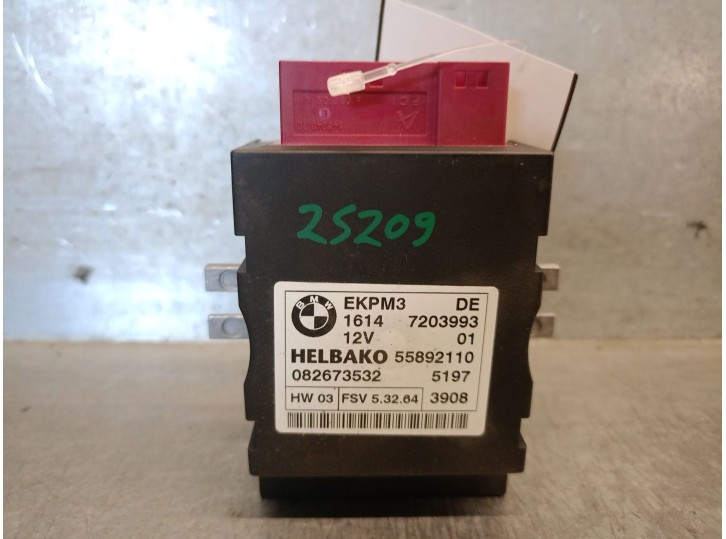 25209
BMW
EKPM3 DE
1614 7203993
12V 01
HELBAKO 55892110
082673532 5197
HW 03 FSV 5.32.64 3908